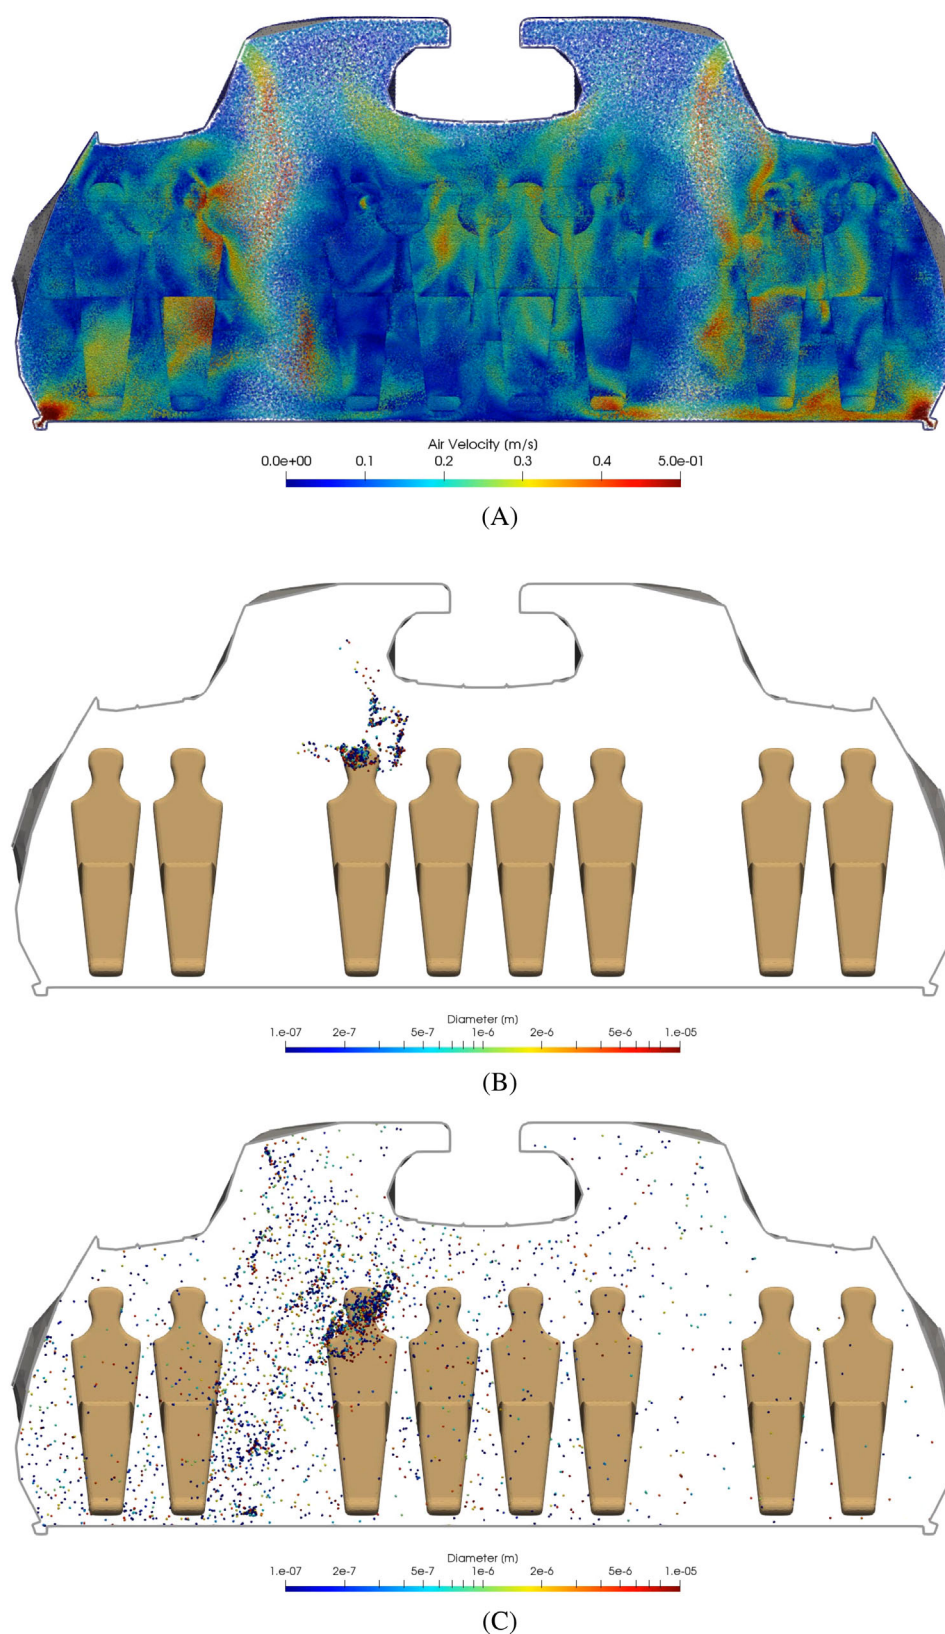 Air Velocity [m/s]
0.0e+00 0.1 0.2 0.3 0.4 5.0e-01
(A)
Diameter [m]
1.e-07 2e-7 5e-7 1e-6 2e-6 5e-6 1.e-05
(B)
Diameter [m]
1.e-07 2e-7 5e-7 1e-6 2e-6 5e-6 1.e-05
(C)